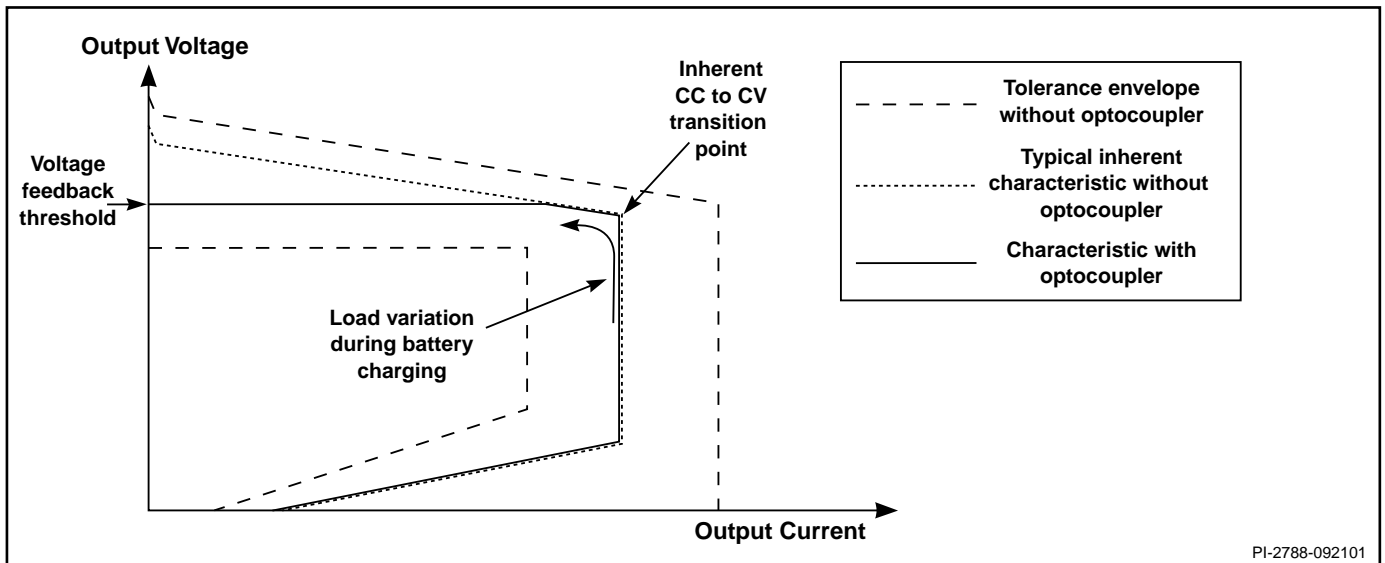 Output Voltage
Inherent
CC to CV
transition
point
Voltage
feedback
threshold
Load variation
during battery
charging
Output Current
Tolerance envelope
without optocoupler
Typical inherent
characteristic without
optocoupler
Characteristic with
optocoupler
PI-2788-092101